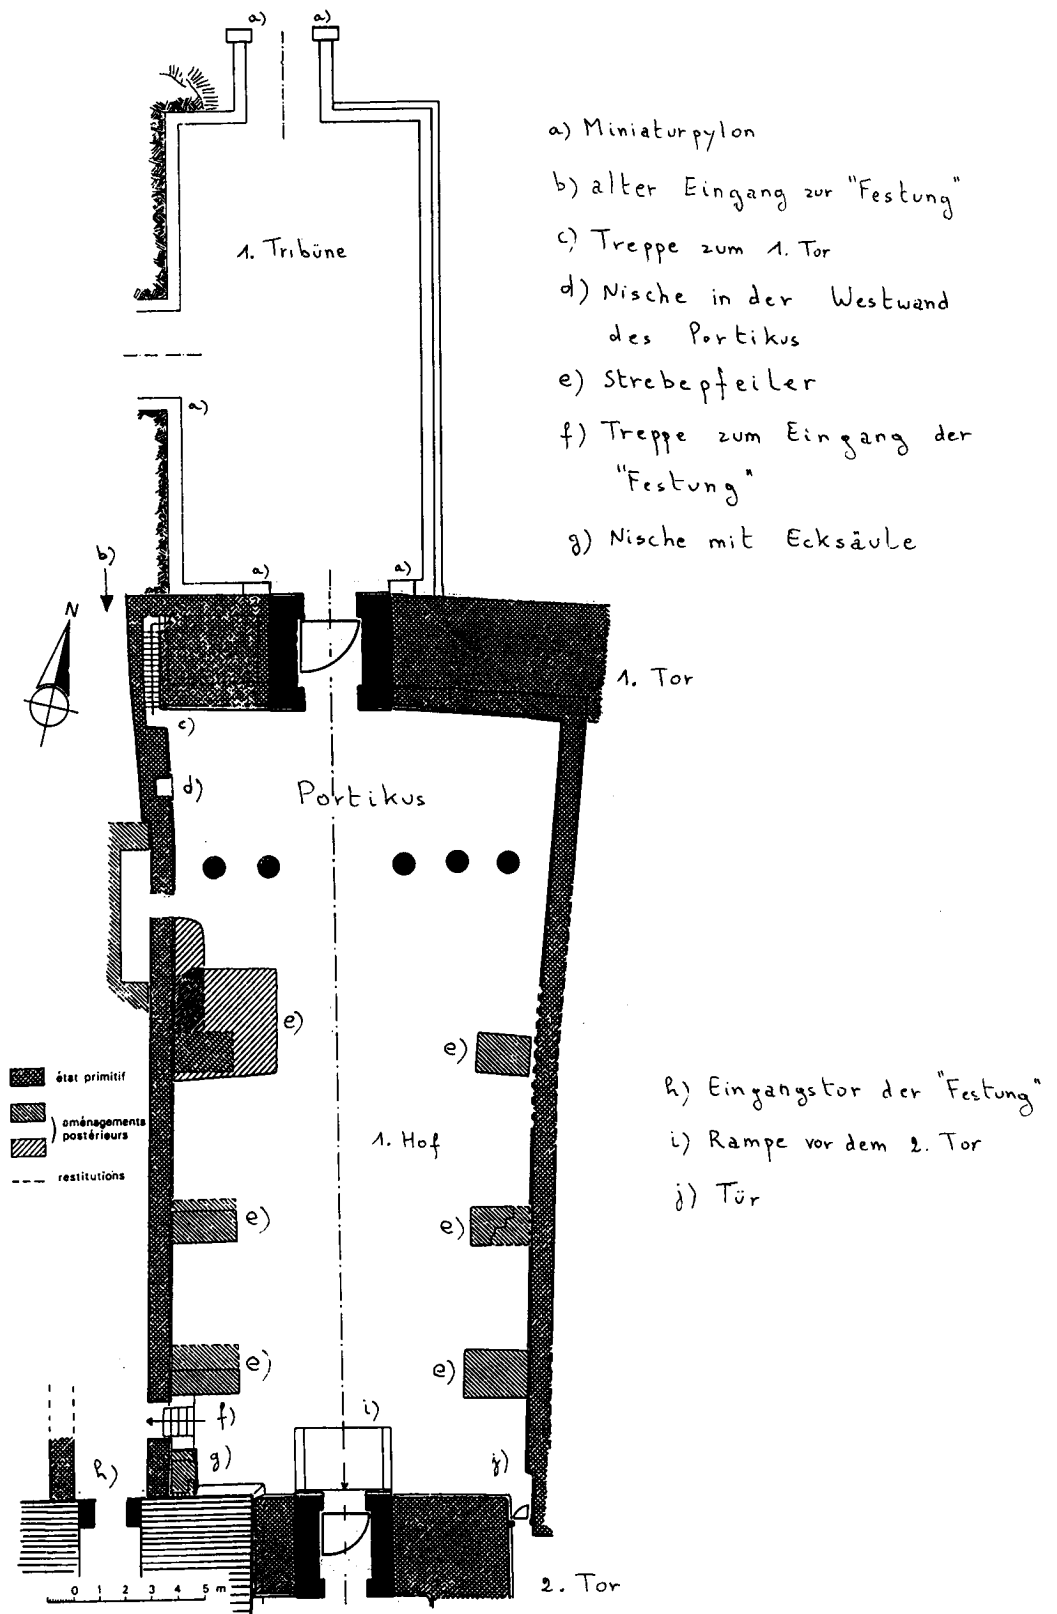 a)
a)
a) Miniaturpylon
b) alter Eingang zur "Festung"
c) Treppe zum 1. Tor
d) Nische in der Westwand
des Portikus
e) Strebepfeiler
f) Treppe zum Eingang der
"Festung"
g) Nische mit Ecksäule
1. Tribüne
a)
b)
a)
a)
N
1. Tor
c)
d)
Portikus
e)
e)
état primitif
aménagements
postérieurs
restitutions
1. Hof
h) Eingangstor der "Festung"
i) Rampe vor dem 2. Tor
j) Tür
e)
e)
e)
e)
i)
f)
g)
j)
h)
2. Tor
0 1 2 3 4 5 m